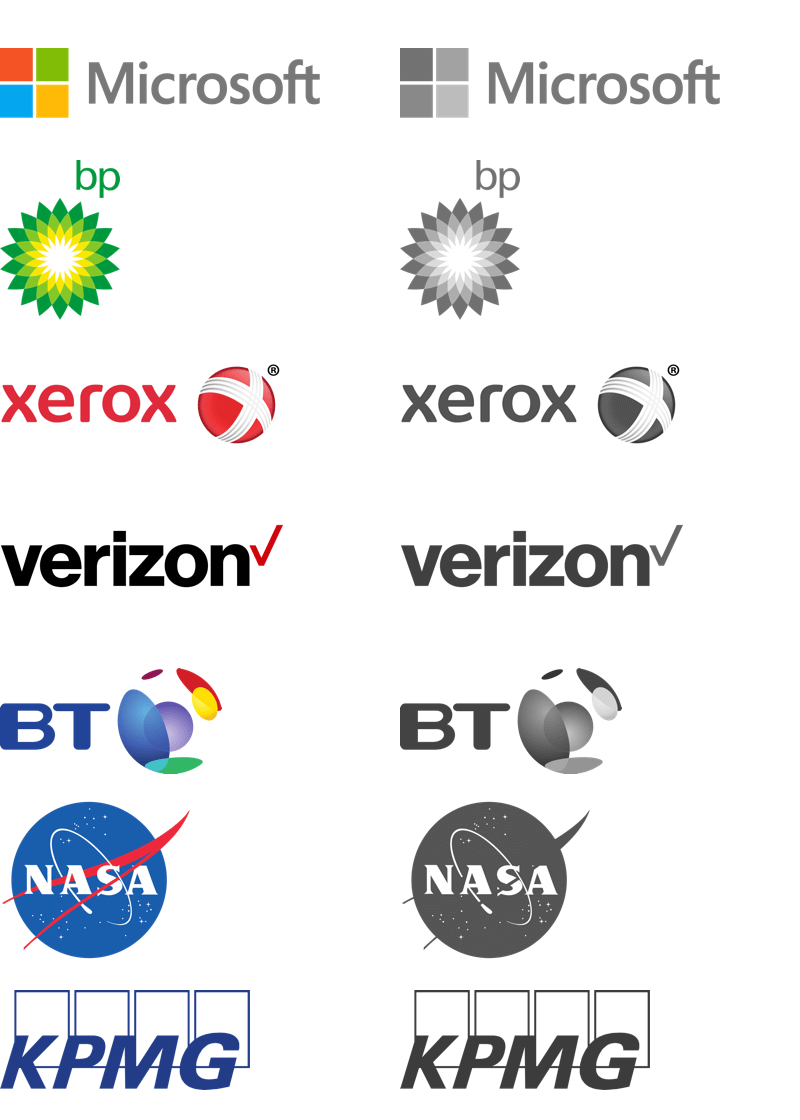 Microsoft Microsoft
bp bp
xerox ® xerox ®
verizon verizon
BT BT
NASA NASA
KPMG KPMG